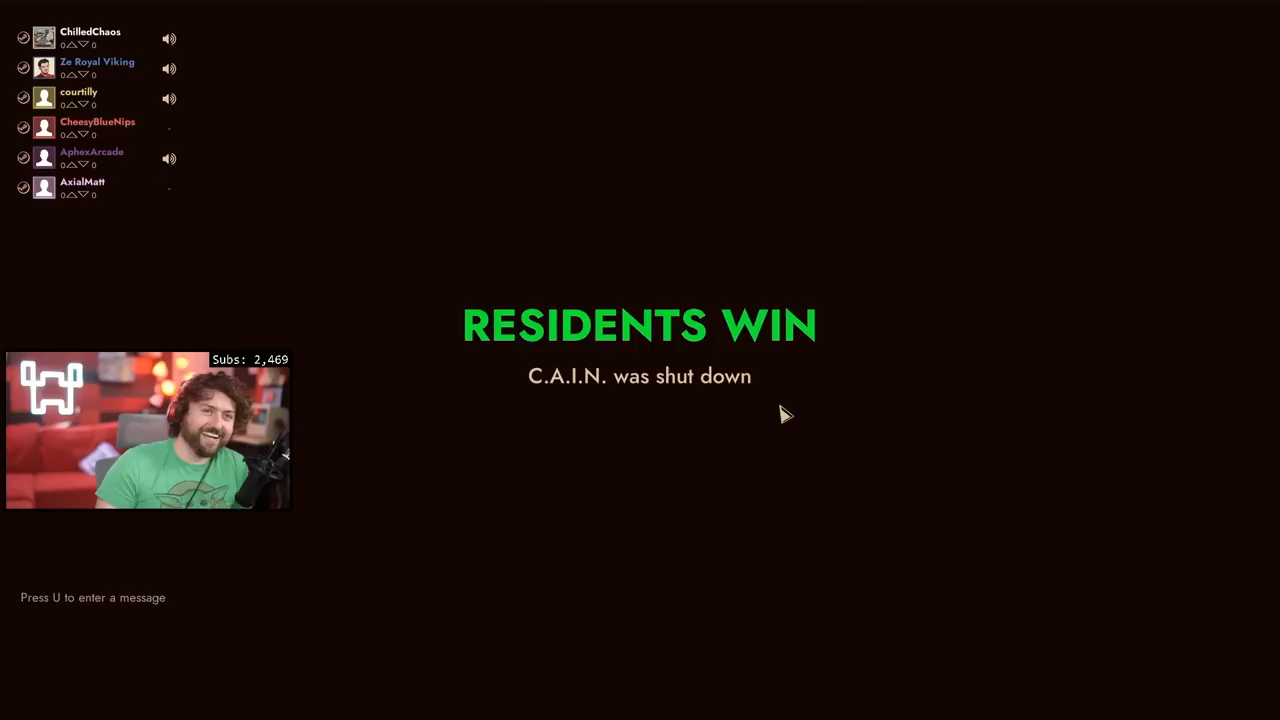 ChilledChaos
0 0
Ze Royal Viking
0 0
courtilly
0 0
CheesyBlueNips
0 0
AphexArcade
0 0
AxialMatt
0 0
RESIDENTS WIN
C.A.I.N. was shut down
Subs: 2,469
Press U to enter a message